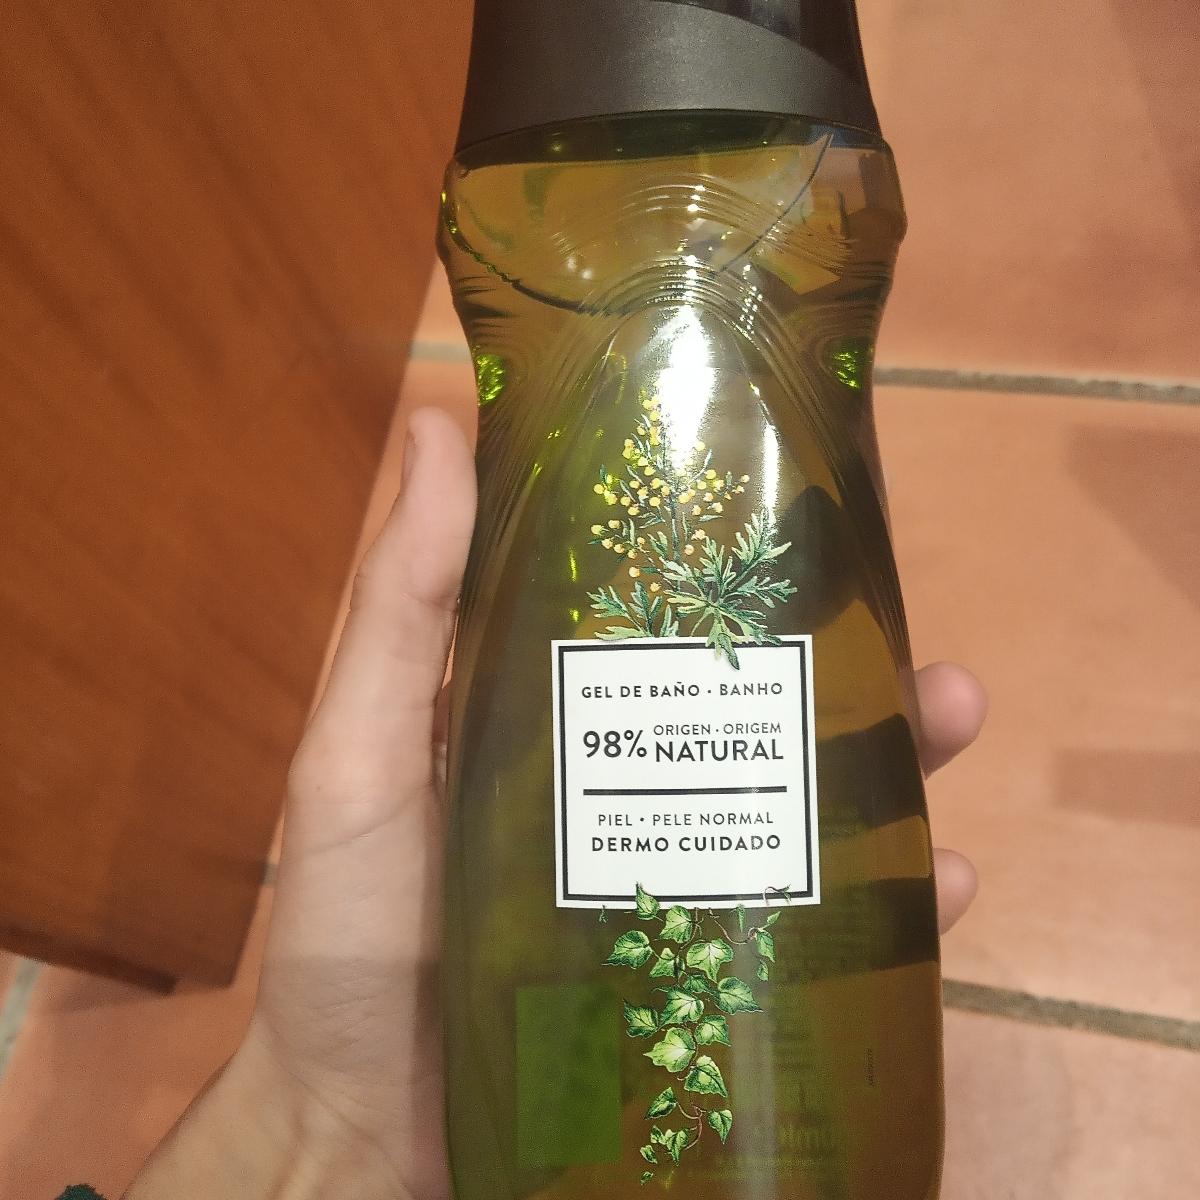 GEL DE BAÑO · BANHO
98% ORIGEN · ORIGEM
NATURAL
PIEL • PELE NORMAL
DERMO CUIDADO